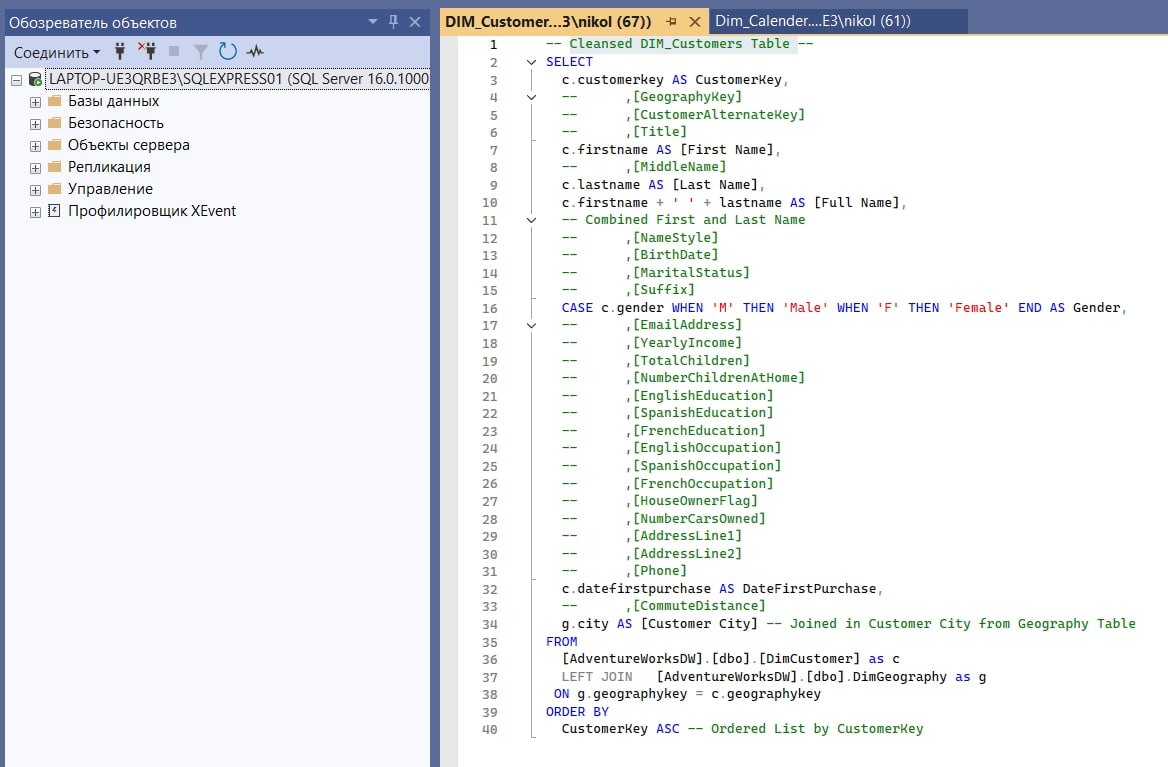 Обозреватель объектов
Соединить
LAPTOP-UE3QRBE3\SQLEXPRESS01 (SQL Server 16.0.1000
Базы данных
Безопасность
Объекты сервера
Репликация
Управление
Профилировщик XEvent
DIM_Customer...3\nikol (67))
Dim_Calender....E3\nikol (61))
1 -- Cleansed DIM_Customers Table --
2 SELECT
3 c.customerkey AS CustomerKey,
4 -- ,[GeographyKey]
5 -- ,[CustomerAlternateKey]
6 -- ,[Title]
7 c.firstname AS [First Name],
8 -- ,[MiddleName]
9 c.lastname AS [Last Name],
10 c.firstname + ' ' + lastname AS [Full Name],
11 -- Combined First and Last Name
12 -- ,[NameStyle]
13 -- ,[BirthDate]
14 -- ,[MaritalStatus]
15 -- ,[Suffix]
16 CASE c.gender WHEN 'M' THEN 'Male' WHEN 'F' THEN 'Female' END AS Gender,
17 -- ,[EmailAddress]
18 -- ,[YearlyIncome]
19 -- ,[TotalChildren]
20 -- ,[NumberChildrenAtHome]
21 -- ,[EnglishEducation]
22 -- ,[SpanishEducation]
23 -- ,[FrenchEducation]
24 -- ,[EnglishOccupation]
25 -- ,[SpanishOccupation]
26 -- ,[FrenchOccupation]
27 -- ,[HouseOwnerFlag]
28 -- ,[NumberCarsOwned]
29 -- ,[AddressLine1]
30 -- ,[AddressLine2]
31 -- ,[Phone]
32 c.datefirstpurchase AS DateFirstPurchase,
33 -- ,[CommuteDistance]
34 g.city AS [Customer City] -- Joined in Customer City from Geography Table
35 FROM
36 [AdventureWorksDW].[dbo].[DimCustomer] as c
37 LEFT JOIN [AdventureWorksDW].[dbo].DimGeography as g
38 ON g.geographykey = c.geographykey
39 ORDER BY
40 CustomerKey ASC -- Ordered List by CustomerKey